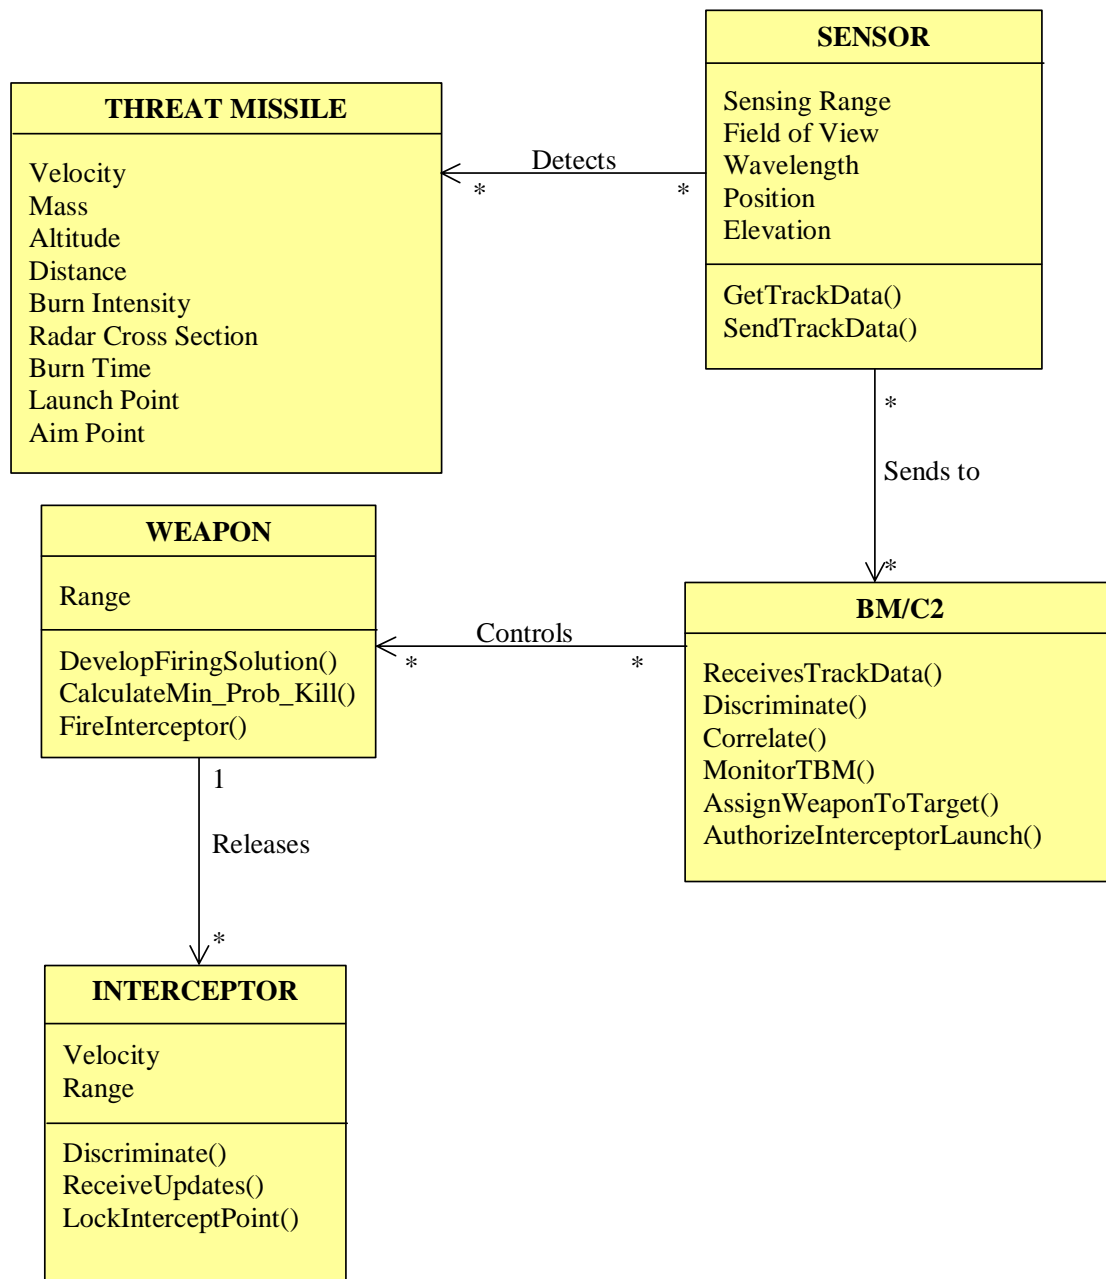 SENSOR
Sensing Range
Field of View
Wavelength
Position
Elevation
GetTrackData()
SendTrackData()
THREAT MISSILE
Velocity
Mass
Altitude
Distance
Burn Intensity
Radar Cross Section
Burn Time
Launch Point
Aim Point
Detects
*
*
*
Sends to
*
WEAPON
Range
DevelopFiringSolution()
CalculateMin_Prob_Kill()
FireInterceptor()
Controls
*
*
BM/C2
ReceivesTrackData()
Discriminate()
Correlate()
MonitorTBM()
AssignWeaponToTarget()
AuthorizeInterceptorLaunch()
1
Releases
*
INTERCEPTOR
Velocity
Range
Discriminate()
ReceiveUpdates()
LockInterceptPoint()